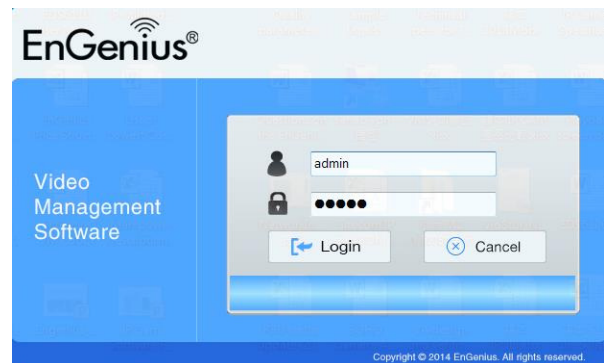 EnGenius®
admin
●●●●●
Video
Management
Software
Login
Cancel
Copyright © 2014 EnGenius. All rights reserved.